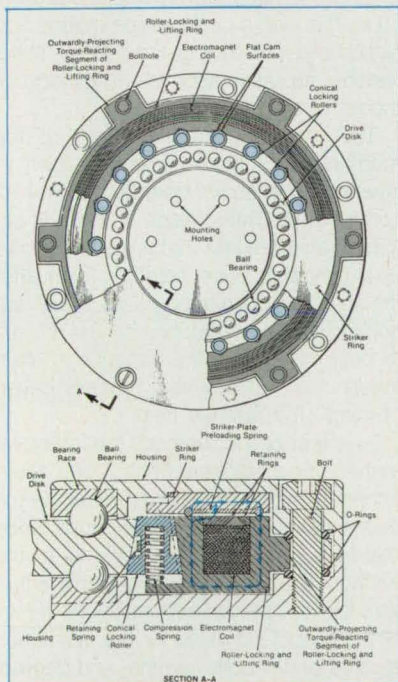 Roller-Locking and
-Lifting Ring
Outwardly-Projecting
Torque-Reacting
Segment of
Roller-Locking and
-Lifting Ring
Bolthole
Electromagnet
Coil
Flat Cam
Surfaces
Conical
Locking
Rollers
Drive
Disk
Mounting
Holes
Ball
Bearing
A
A
Striker
Ring
Striker-Plate
Preloading Spring
Bearing
Race
Ball
Bearing
Housing
Striker
Ring
Retaining
Rings
Bolt
Drive
Disk
O-Rings
Housing
Retaining
Spring
Conical
Locking
Roller
Compression
Spring
Electromagnet
Coil
Roller-Locking and
-Lifting Ring
Outwardly-Projecting
Torque-Reacting
Segment of
Roller-Locking and
-Lifting Ring
SECTION A-A